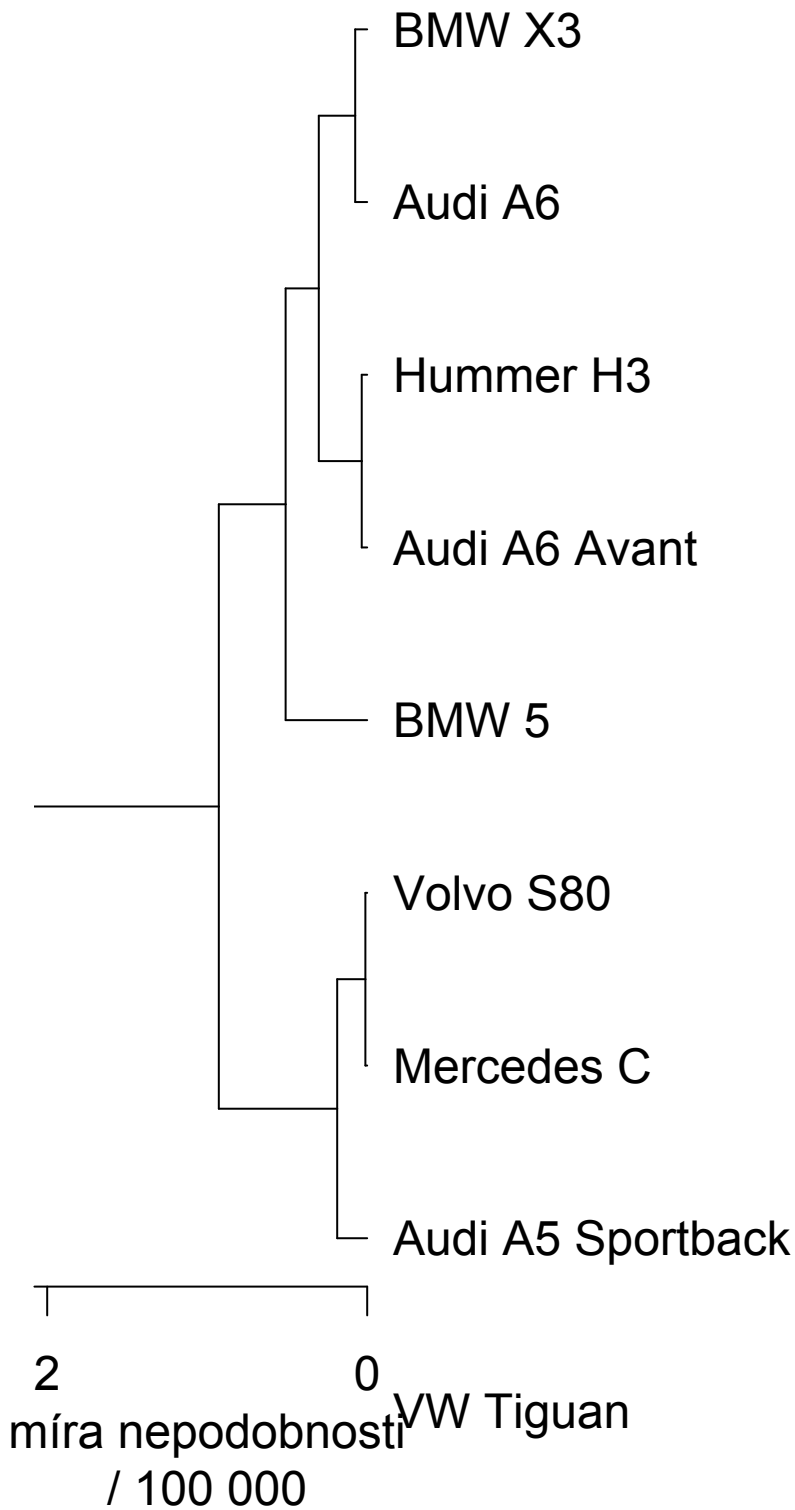 BMW X3
Audi A6
Hummer H3
Audi A6 Avant
BMW 5
Volvo S80
Mercedes C
Audi A5 Sportback
2 0
VW Tiguan
míra nepodobnosti
/ 100 000